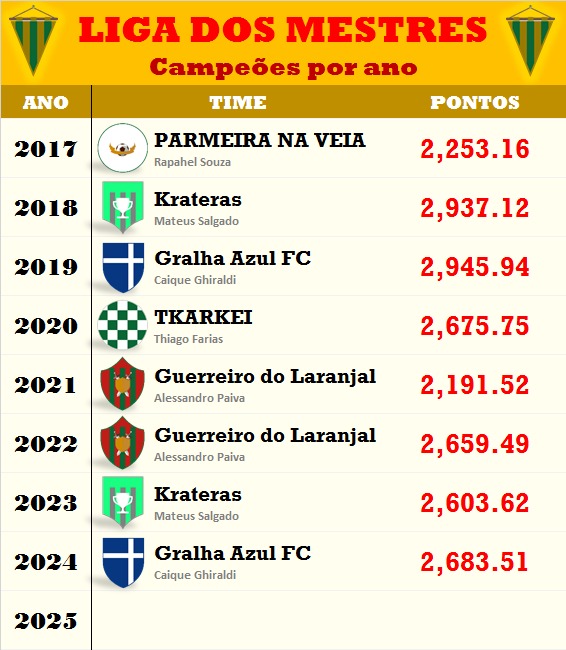 LIGA DOS MESTRES
Campeões por ano
ANO TIME PONTOS
2017 PARMEIRA NA VEIA 2,253.16
Rapahel Souza
2018 Krateras 2,937.12
Mateus Salgado
2019 Gralha Azul FC 2,945.94
Caique Ghiraldi
2020 TKARKEI 2,675.75
Thiago Farias
2021 Guerreiro do Laranjal 2,191.52
Alessandro Paiva
2022 Guerreiro do Laranjal 2,659.49
Alessandro Paiva
2023 Krateras 2,603.62
Mateus Salgado
2024 Gralha Azul FC 2,683.51
Caique Ghiraldi
2025